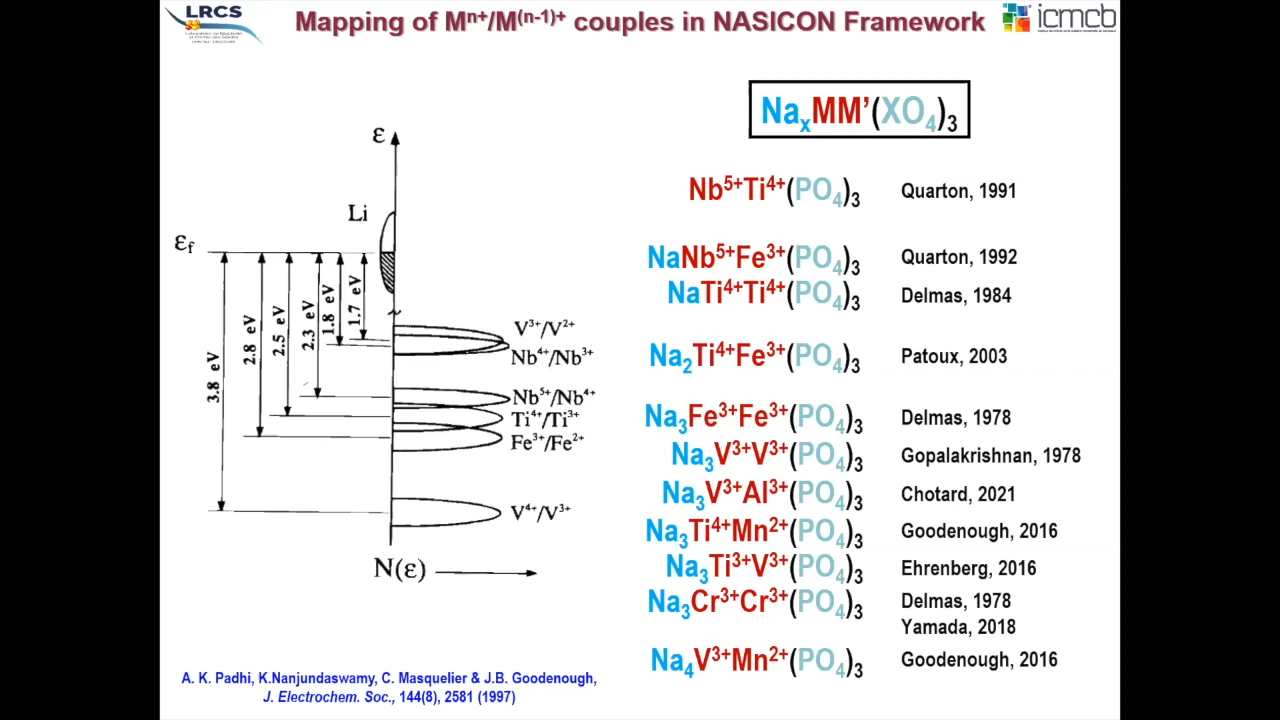 LRCS
Mapping of Mⁿ⁺/M⁽ⁿ⁻¹⁾⁺ couples in NASICON Framework
icmcb
NaₓMM’(XO₄)₃
ε
Li
εf
3.8 eV
2.8 eV
2.5 eV
2.3 eV
1.8 eV
1.7 eV
V³⁺/V²⁺
Nb⁴⁺/Nb³⁺
Nb⁵⁺/Nb⁴⁺
Ti⁴⁺/Ti³⁺
Fe³⁺/Fe²⁺
V⁴⁺/V³⁺
N(ε)
Nb⁵⁺Ti⁴⁺(PO₄)₃ Quarton, 1991
NaNb⁵⁺Fe³⁺(PO₄)₃ Quarton, 1992
NaTi⁴⁺Ti⁴⁺(PO₄)₃ Delmas, 1984
Na₂Ti⁴⁺Fe³⁺(PO₄)₃ Patoux, 2003
Na₃Fe³⁺Fe³⁺(PO₄)₃ Delmas, 1978
Na₃V³⁺V³⁺(PO₄)₃ Gopalakrishnan, 1978
Na₃V³⁺Al³⁺(PO₄)₃ Chotard, 2021
Na₃Ti⁴⁺Mn²⁺(PO₄)₃ Goodenough, 2016
Na₃Ti³⁺V³⁺(PO₄)₃ Ehrenberg, 2016
Na₃Cr³⁺Cr³⁺(PO₄)₃ Delmas, 1978
Yamada, 2018
Na₄V³⁺Mn²⁺(PO₄)₃ Goodenough, 2016
A. K. Padhi, K.Nanjundaswamy, C. Masquelier & J.B. Goodenough,
J. Electrochem. Soc., 144(8), 2581 (1997)